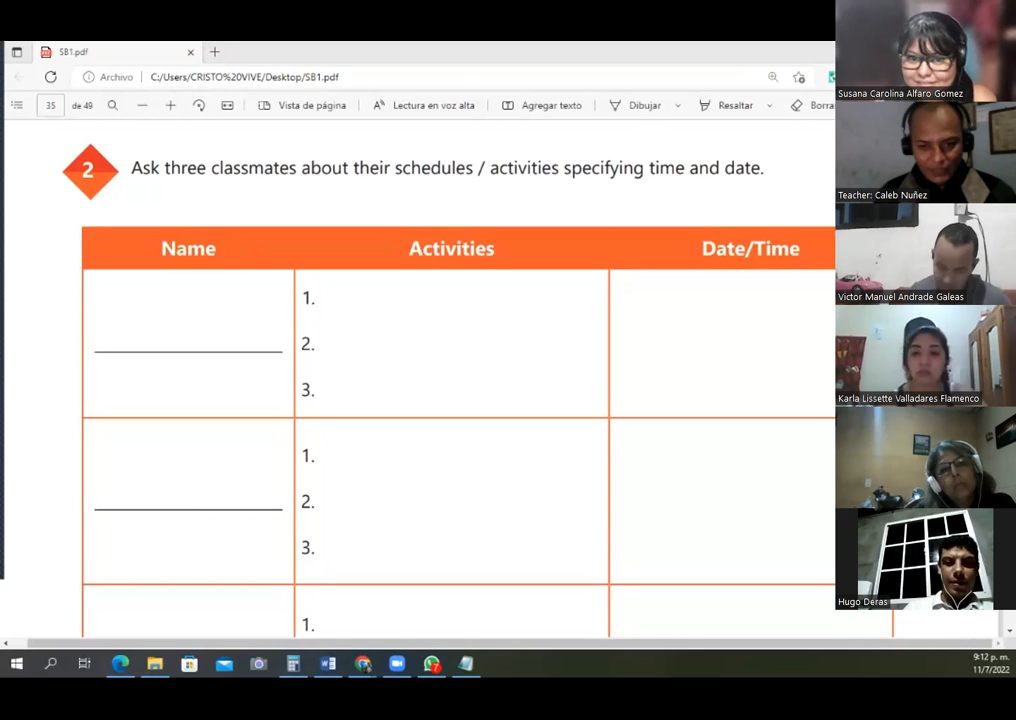 SB1.pdf
Archivo
C:/Users/CRISTO%20VIVE/Desktop/SB1.pdf
35
de 49
Vista de página
Lectura en voz alta
Agregar texto
Dibujar
Resaltar
Borra
2
Ask three classmates about their schedules / activities specifying time and date.
Name
Activities
Date/Time
1.
2.
3.
1.
2.
3.
1.
Susana Carolina Alfaro Gomez
Teacher: Caleb Nuñez
Victor Manuel Andrade Galeas
Karla Lissette Valladares Flamenco
Hugo Deras
7
9:12 p. m.
11/7/2022